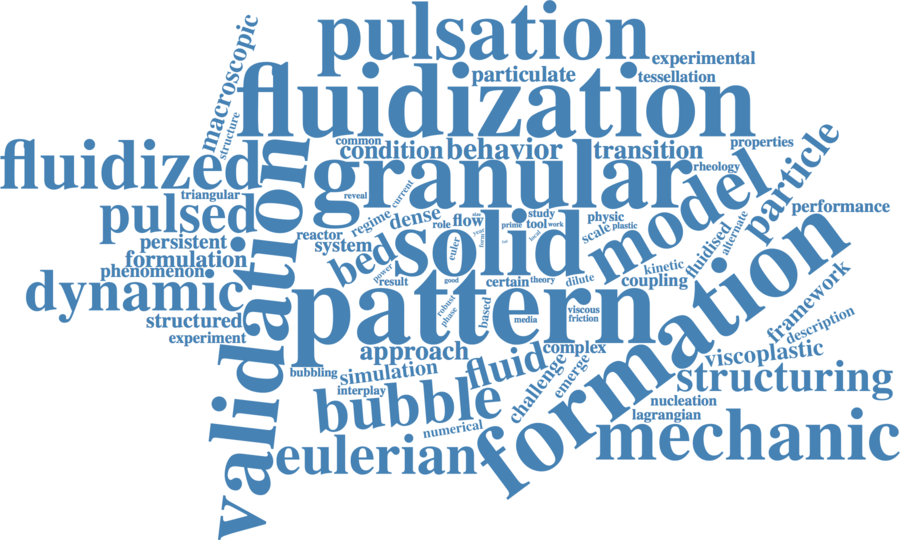 pulsation
experimental
macroscopic
particulate
tessellation
fluidization
structure
common
condition
behavior
transition
properties
fluidized
granular
rheology
particle
triangular
reveal
current
model
pulsed
validation
regime
dense
role
flow
study
prime
tool
work
physic
scale
plastic
performance
alternate
fluidised
persistent
reactor
system
formulation
bed
solid
euler
phenomenon
power
result
good
certain
theory
dilute
kinetic
coupling
dynamic
pattern
formation
framework
description
structured
robust
phase
based
media
viscous
friction
experiment
approach
complex
viscoplastic
bubbling
simulation
fluid
interplay
challenge
emerge
structuring
bubble
nucleation
lagrangian
numerical
eulerian
mechanic